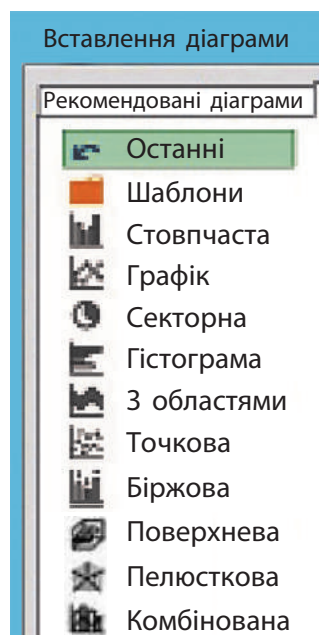 Вставлення діаграми
Рекомендовані діаграми
Останні
Шаблони
Стовпчаста
Графік
Секторна
Гістограма
З областями
Точкова
Біржова
Поверхнева
Пелюсткова
Комбінована